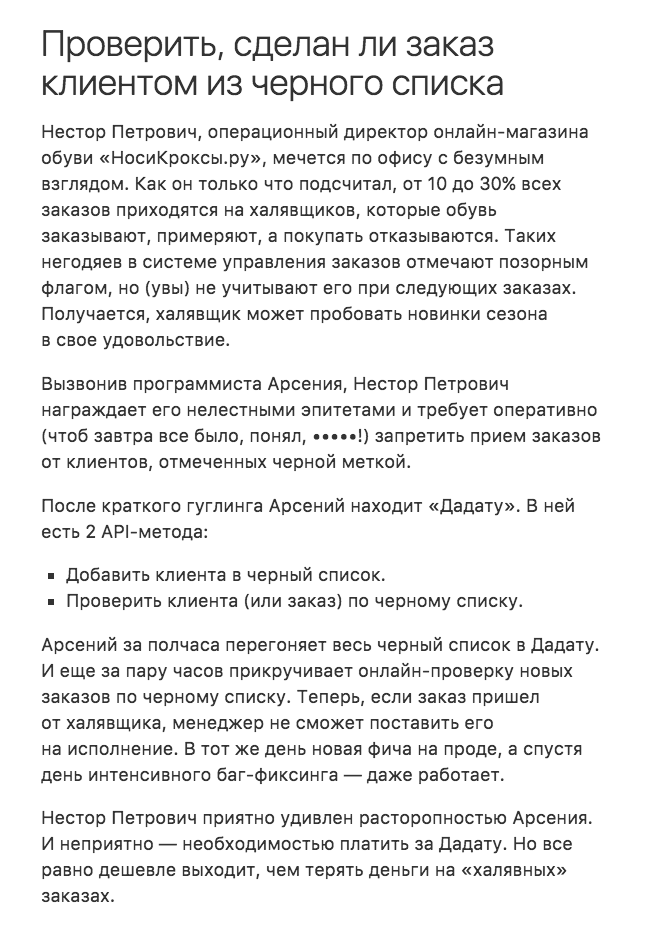 Проверить, сделан ли заказ
клиентом из черного списка
Нестор Петрович, операционный директор онлайн-магазина
обуви «НосиКроксы.ру», мечется по офису с безумным
взглядом. Как он только что подсчитал, от 10 до 30% всех
заказов приходятся на халявщиков, которые обувь
заказывают, примеряют, а покупать отказываются. Таких
негодяев в системе управления заказов отмечают позорным
флагом, но (увы) не учитывают его при следующих заказах.
Получается, халявщик может пробовать новинки сезона
в свое удовольствие.
Вызвонив программиста Арсения, Нестор Петрович
награждает его нелестными эпитетами и требует оперативно
(чтоб завтра все было, понял, •••••!) запретить прием заказов
от клиентов, отмеченных черной меткой.
После краткого гуглинга Арсений находит «Дадату». В ней
есть 2 API-метода:
▪ Добавить клиента в черный список.
▪ Проверить клиента (или заказ) по черному списку.
Арсений за полчаса перегоняет весь черный список в Дадату.
И еще за пару часов прикручивает онлайн-проверку новых
заказов по черному списку. Теперь, если заказ пришел
от халявщика, менеджер не сможет поставить его
на исполнение. В тот же день новая фича на проде, а спустя
день интенсивного баг-фиксинга — даже работает.
Нестор Петрович приятно удивлен расторопностью Арсения.
И неприятно — необходимостью платить за Дадату. Но все
равно дешевле выходит, чем терять деньги на «халявных»
заказах.